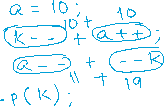 a = 10;
10 + 10
k-- + a++;
a-- + --k
11 + 19
p(k);